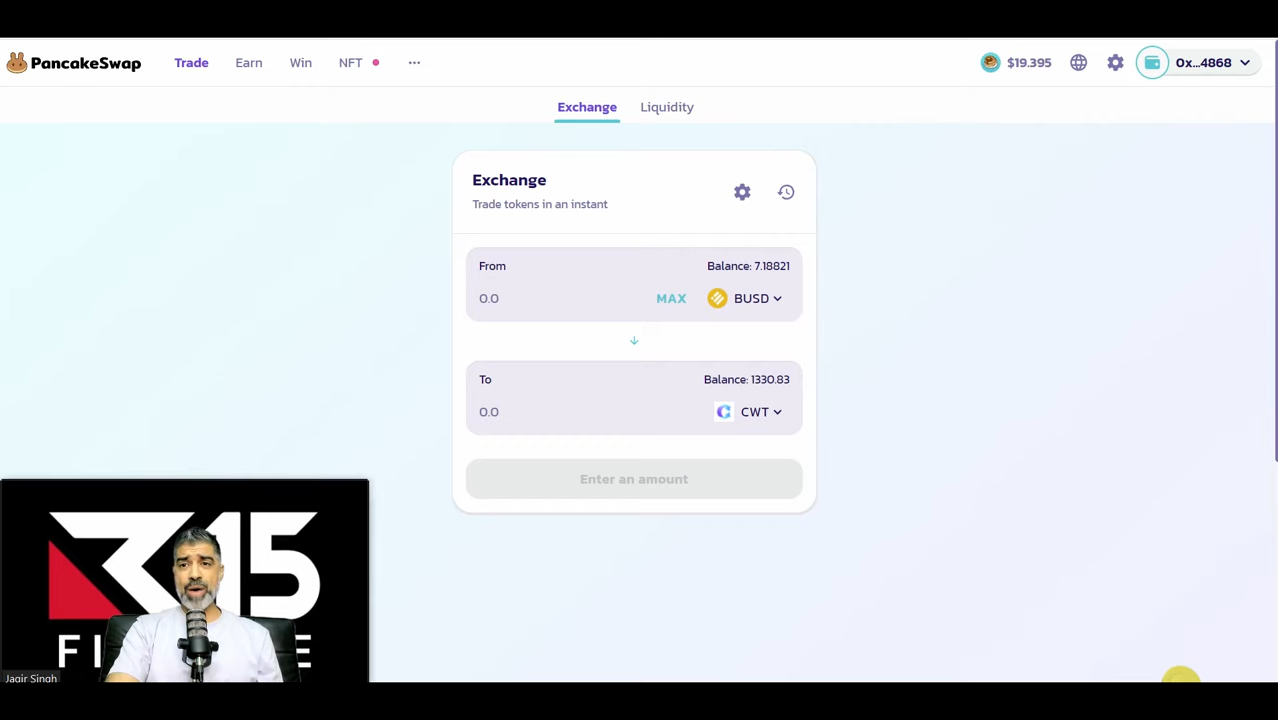 PancakeSwap Trade Earn Win NFT ... $19.395 0x...4868
Exchange Liquidity
Exchange
Trade tokens in an instant
From Balance: 7.18821
0.0 MAX BUSD
To Balance: 1330.83
0.0 CWT
Enter an amount
15
Jagir Singh